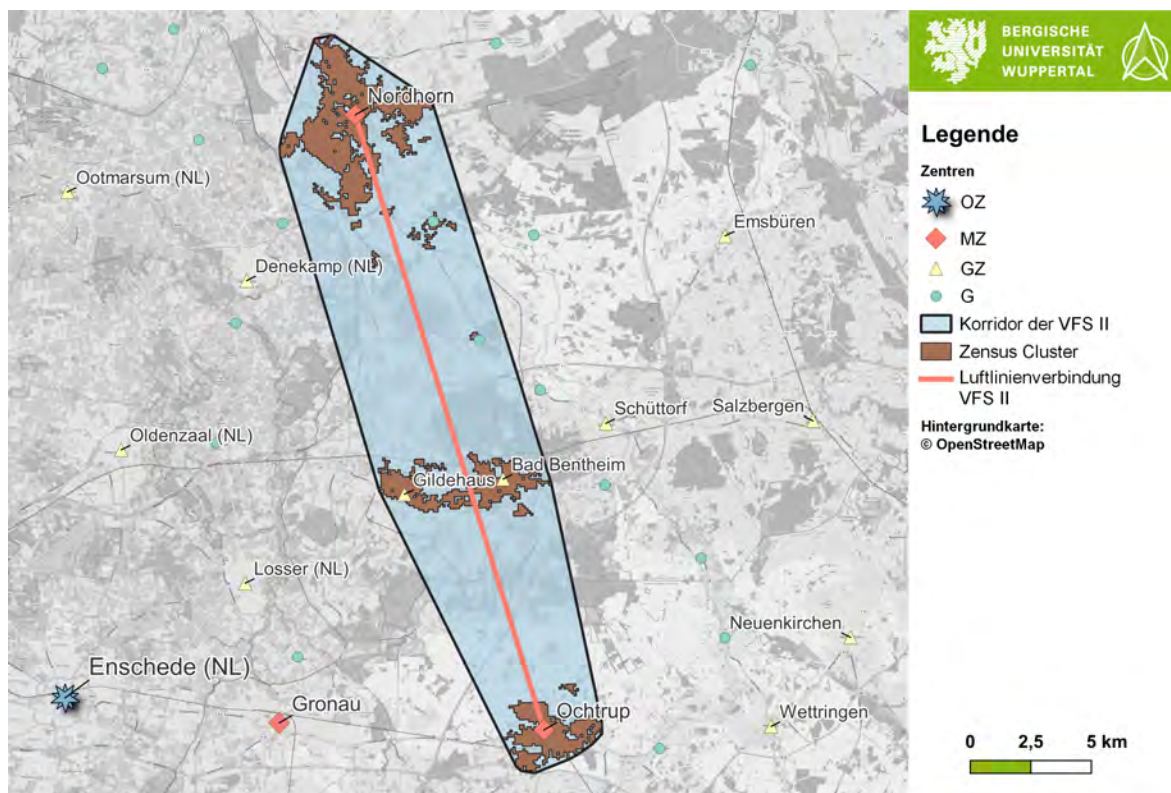 Nordhorn
Ootmarsum (NL)
Emsbüren
Denekamp (NL)
Schüttorf
Salzbergen
Oldenzaal (NL)
Bad Bentheim
Gildehaus
Losser (NL)
Neuenkirchen
Enschede (NL)
Gronau
Ochtrup
Wettringen
BERGISCHE
UNIVERSITÄT
WUPPERTAL
Legende
Zentren
OZ
MZ
GZ
G
Korridor der VFS II
Zensus Cluster
Luftlinienverbindung
VFS II
Hintergrundkarte:
© OpenStreetMap
0 2,5 5 km